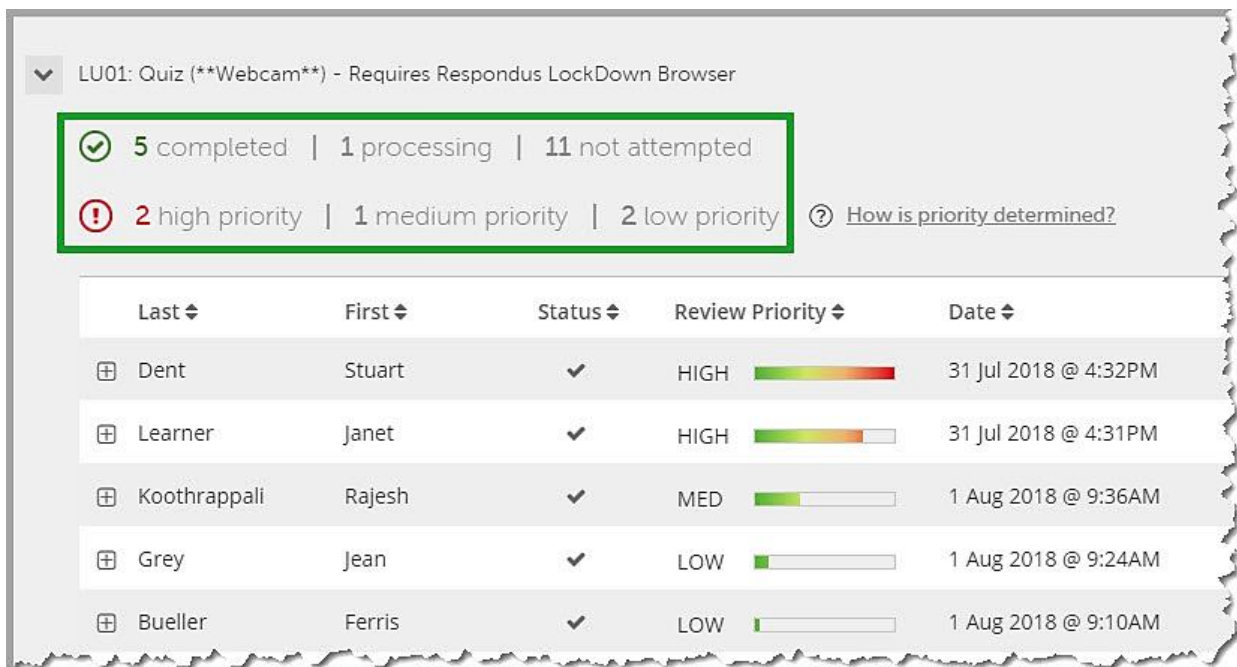 LU01: Quiz (**Webcam**) - Requires Respondus LockDown Browser
5 completed | 1 processing | 11 not attempted
2 high priority | 1 medium priority | 2 low priority How is priority determined?
Last First Status Review Priority Date
Dent Stuart HIGH 31 Jul 2018 @ 4:32PM
Learner Janet HIGH 31 Jul 2018 @ 4:31PM
Koothrappali Rajesh MED 1 Aug 2018 @ 9:36AM
Grey Jean LOW 1 Aug 2018 @ 9:24AM
Bueller Ferris LOW 1 Aug 2018 @ 9:10AM